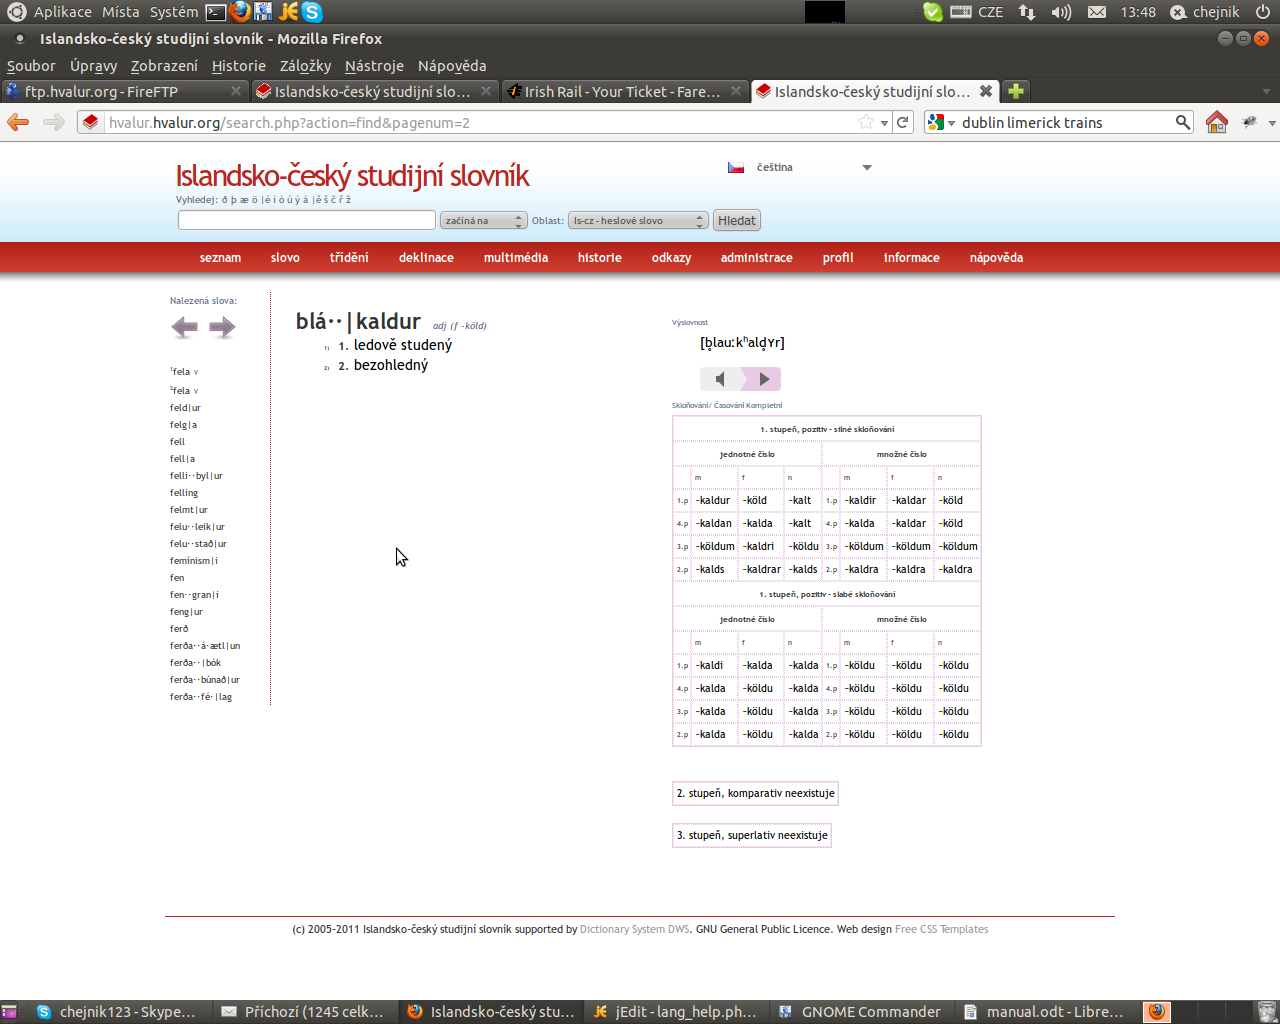 Aplikace Místa Systém CZE 13:48 chejnik
Islandsko-český studijní slovník - Mozilla Firefox
Soubor Úpravy Zobrazení Historie Záložky Nástroje Nápověda
ftp.hvalur.org - FireFTP Islandsko-český studijní slo... Irish Rail - Your Ticket - Fare... Islandsko-český studijní slo...
hvalur.hvalur.org/search.php?action=find&pagenum=2 dublin limerick trains
Islandsko-český studijní slovník čeština
Vyhledej: ð þ æ ö |é í ó ú ý á |ě š č ř ž
začíná na Oblast: Is-cz - heslové slovo Hledat
seznam slovo třídění deklinace multimédia historie odkazy administrace profil informace nápověda
Nalezená slova:
¹fela v
²fela v
feld|ur
felg|a
fell
fell|a
felli··byl|ur
felling
felmt|ur
felu··leik|ur
felu··stað|ur
feminism|i
fen
fen··gran|i
feng|ur
ferð
ferða··á·ætl|un
ferða··|bók
ferða··búnað|ur
ferða··fé·|lag
blá··|kaldur adj (f -köld)
1) 1. ledově studený
2) 2. bezohledný
Výslovnost
[b̥lauːkʰald̥ʏr]
Skloňování/ Časování Kompletní
1. stupeň, pozitiv - silné skloňování
jednotné číslo množné číslo
m f n m f n
1.p -kaldur -köld -kalt 1.p -kaldir -kaldar -köld
4.p -kaldan -kalda -kalt 4.p -kalda -kaldar -köld
3.p -köldum -kaldri -köldu 3.p -köldum -köldum -köldum
2.p -kalds -kaldrar -kalds 2.p -kaldra -kaldra -kaldra
1. stupeň, pozitiv - slabé skloňování
jednotné číslo množné číslo
m f n m f n
1.p -kaldi -kalda -kalda 1.p -köldu -köldu -köldu
4.p -kalda -köldu -kalda 4.p -köldu -köldu -köldu
3.p -kalda -köldu -kalda 3.p -köldu -köldu -köldu
2.p -kalda -köldu -kalda 2.p -köldu -köldu -köldu
2. stupeň, komparativ neexistuje
3. stupeň, superlativ neexistuje
(c) 2005-2011 Islandsko-český studijní slovník supported by Dictionary System DWS. GNU General Public Licence. Web design Free CSS Templates
chejnik123 - Skype... Příchozí (1245 celk... Islandsko-český stu... jEdit - lang_help.ph... GNOME Commander manual.odt - Libre...